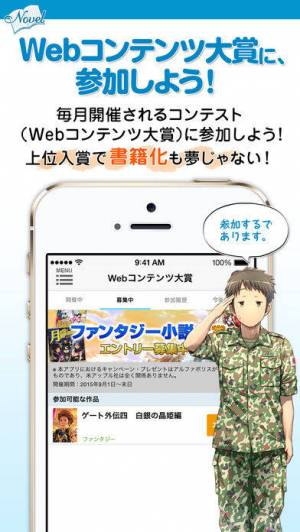 Novel
Webコンテンツ大賞に、
参加しよう!
毎月開催されるコンテスト
(Webコンテンツ大賞)に参加しよう!
上位入賞で書籍化も夢じゃない!
参加するで
あります。
9:41 AM
100%
MENU
Webコンテンツ大賞
開催中
募集中
参加履歴
今後
ファンタジー小説
エントリー募集中
※本アプリにおけるキャンペーン・プレゼントはアルファポリスが
ものであり、米アップル社は全く関係ありません。
開催期間:2015年9月1日~末日
参加可能な作品
ゲート外伝四 白銀の晶姫編
ファンタジー